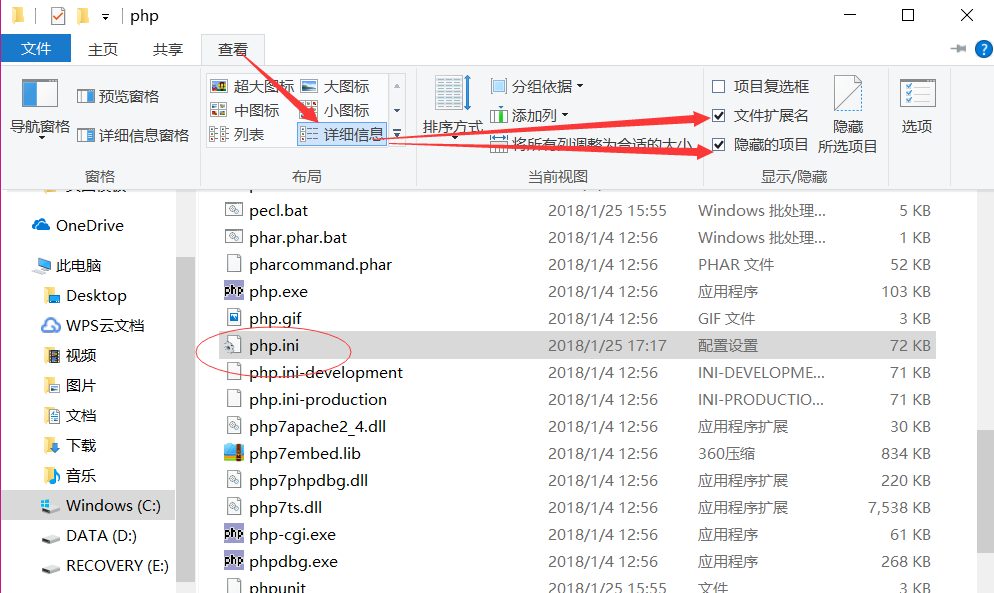 php
文件 主页 共享 查看
预览窗格
导航窗格
详细信息窗格
窗格
超大图标 大图标
中图标 小图标
列表 详细信息
布局
排序方式
分组依据
添加列
将所有列调整为合适的大小
当前视图
项目复选框
文件扩展名
隐藏的项目
隐藏
所选项目
显示/隐藏
选项
OneDrive
此电脑
Desktop
WPS云文档
视频
图片
文档
下载
音乐
Windows (C:)
DATA (D:)
RECOVERY (E:)
pecl.bat 2018/1/25 15:55 Windows 批处理... 5 KB
phar.phar.bat 2018/1/4 12:56 Windows 批处理... 1 KB
pharcommand.phar 2018/1/4 12:56 PHAR 文件 52 KB
php.exe 2018/1/4 12:56 应用程序 103 KB
php.gif 2018/1/4 12:56 GIF 文件 3 KB
php.ini 2018/1/25 17:17 配置设置 72 KB
php.ini-development 2018/1/4 12:56 INI-DEVELOPME... 71 KB
php.ini-production 2018/1/4 12:56 INI-PRODUCTIO... 71 KB
php7apache2_4.dll 2018/1/4 12:56 应用程序扩展 30 KB
php7embed.lib 2018/1/4 12:56 360压缩 834 KB
php7phpdbg.dll 2018/1/4 12:56 应用程序扩展 220 KB
php7ts.dll 2018/1/4 12:56 应用程序扩展 7,538 KB
php-cgi.exe 2018/1/4 12:56 应用程序 61 KB
phpdbg.exe 2018/1/4 12:56 应用程序 268 KB
phpunit 2018/1/25 15:55 文件 3 KB